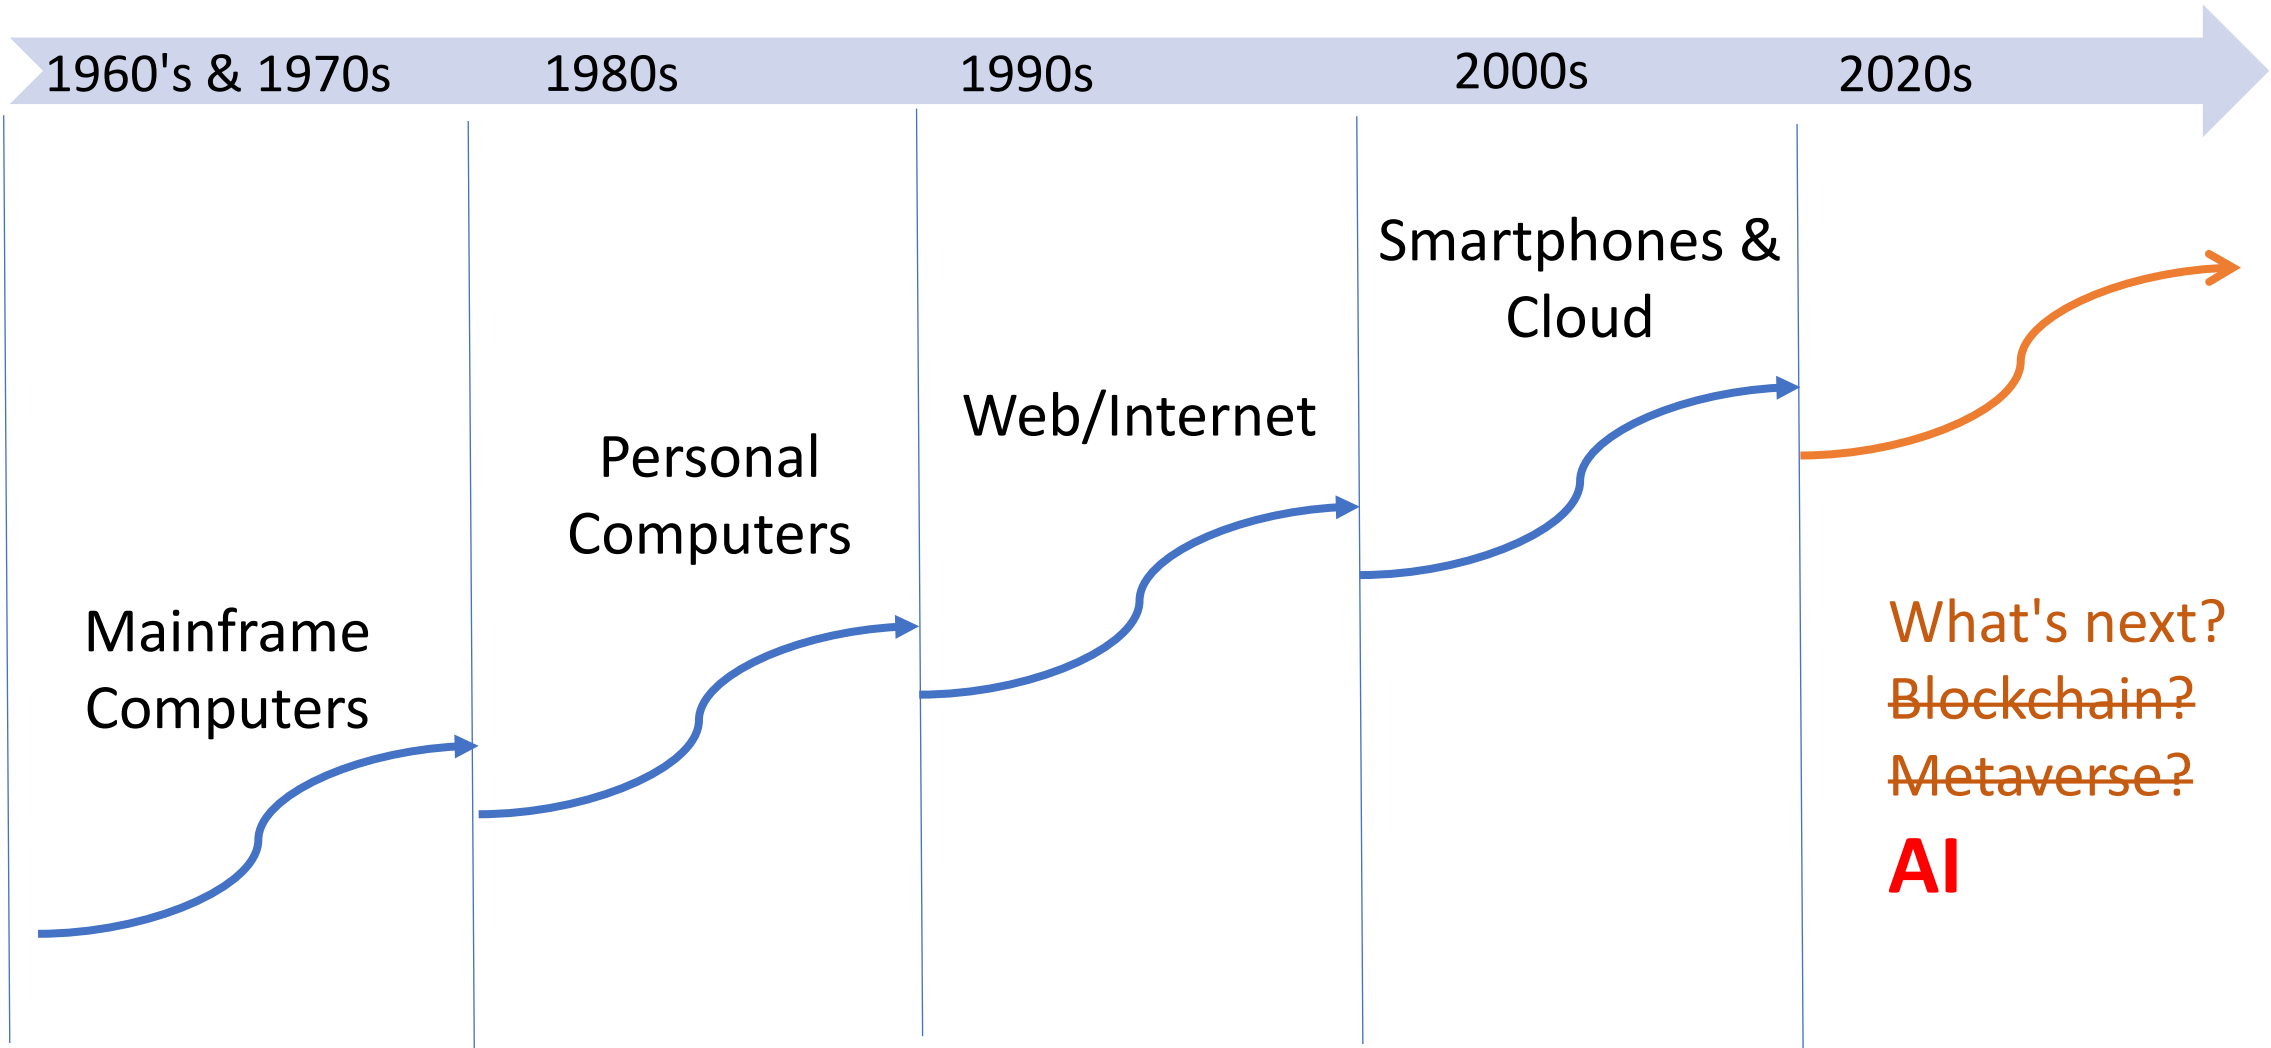 1960's & 1970s
1980s
1990s
2000s
2020s
Mainframe
Computers
Personal
Computers
Web/Internet
Smartphones &
Cloud
What's next?
Blockchain?
Metaverse?
AI